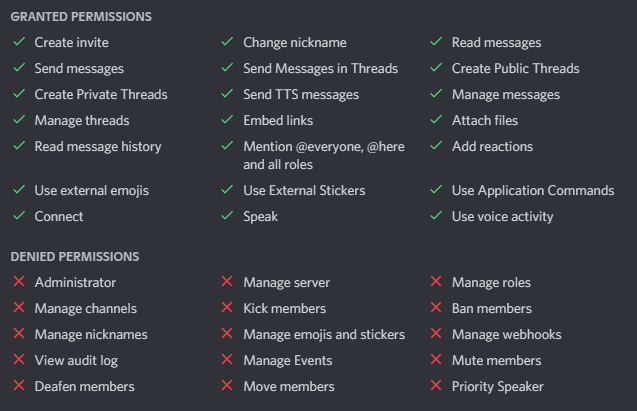 GRANTED PERMISSIONS
Create invite Change nickname Read messages
Send messages Send Messages in Threads Create Public Threads
Create Private Threads Send TTS messages Manage messages
Manage threads Embed links Attach files
Read message history Mention @everyone, @here Add reactions
and all roles
Use external emojis Use External Stickers Use Application Commands
Connect Speak Use voice activity
DENIED PERMISSIONS
Administrator Manage server Manage roles
Manage channels Kick members Ban members
Manage nicknames Manage emojis and stickers Manage webhooks
View audit log Manage Events Mute members
Deafen members Move members Priority Speaker